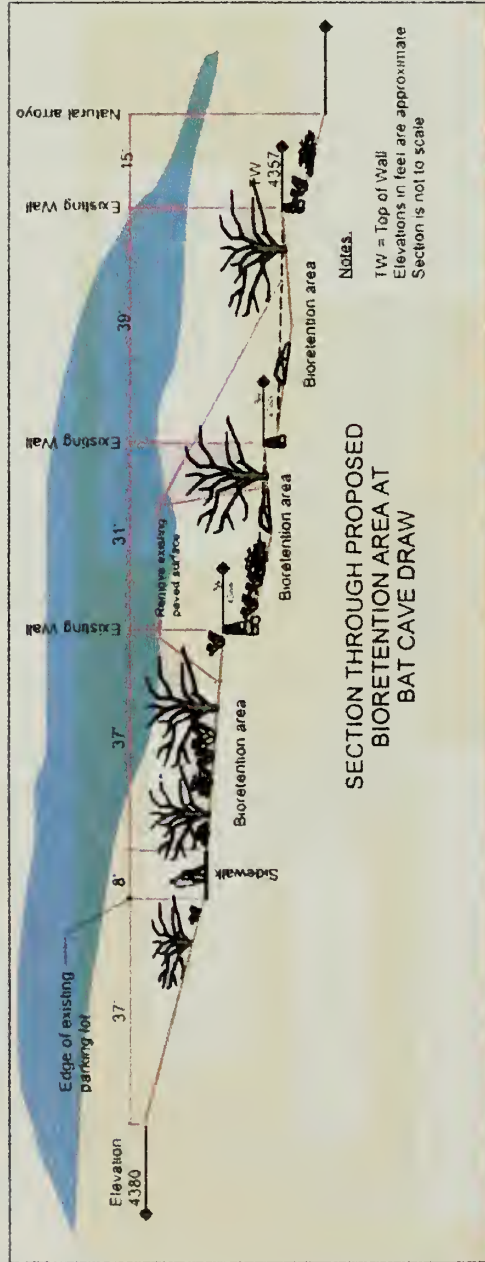 Elevation
4380
Edge of existing
parking lot
37'
8'
37'
31'
39'
15'
Existing Wall
Existing Wall
Existing Wall
Natural arroyo
Sidewalk
Bioretention area
Remove existing
paved surface
Bioretention area
Bioretention area
TW
4357
SECTION THROUGH PROPOSED
BIORETENTION AREA AT
BAT CAVE DRAW
Notes.
TW = Top of Wall
Elevations in feet are approximate
Section is not to scale